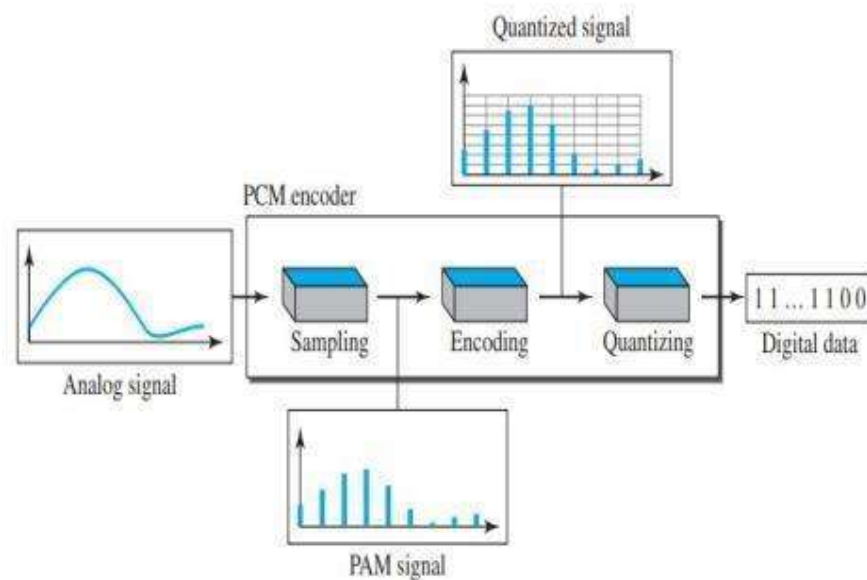 Quantized signal
PCM encoder
Sampling
Encoding
Quantizing
11...1100
Digital data
Analog signal
PAM signal